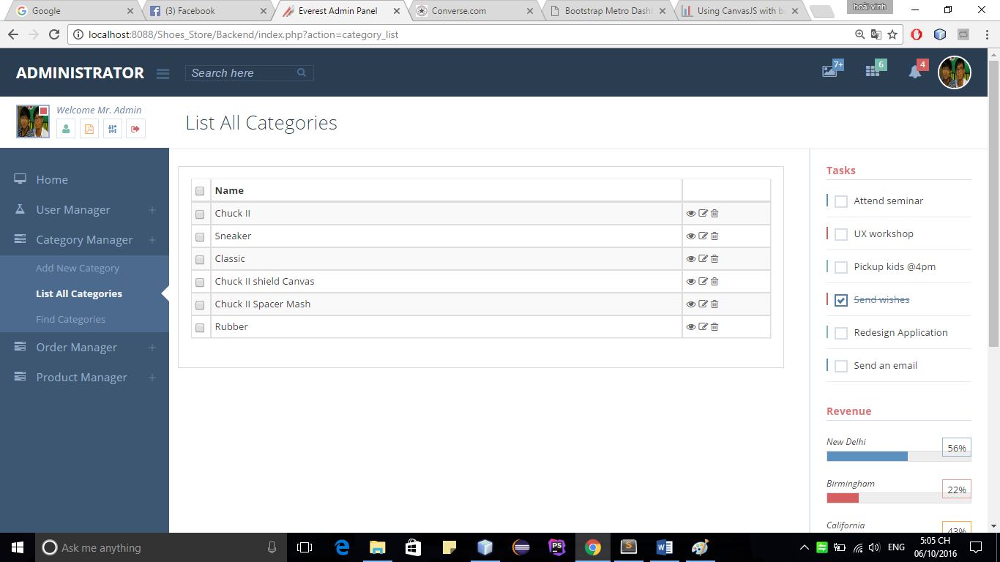 Google
(3) Facebook
Everest Admin Panel
Converse.com
Bootstrap Metro Dash
Using CanvasJS with b
hoài vinh
localhost:8088/Shoes_Store/Backend/index.php?action=category_list
ADMINISTRATOR
Search here
7+
6
4
Welcome Mr. Admin
List All Categories
Home
User Manager
Category Manager
Add New Category
List All Categories
Find Categories
Order Manager
Product Manager
Name
Chuck II
Sneaker
Classic
Chuck II shield Canvas
Chuck II Spacer Mash
Rubber
Tasks
Attend seminar
UX workshop
Pickup kids @4pm
Send wishes
Redesign Application
Send an email
Revenue
New Delhi
56%
Birmingham
22%
California
43%
Ask me anything
PS
S
ENG
5:05 CH
06/10/2016